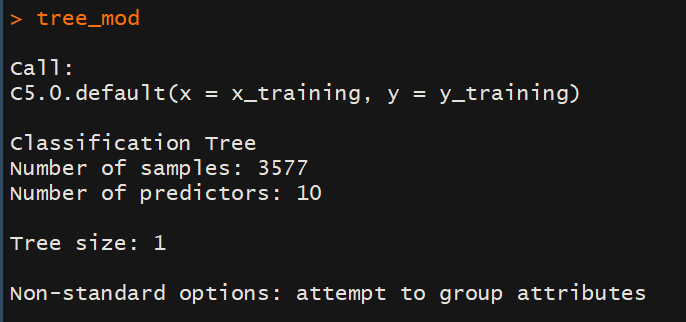 > tree_mod
Call:
C5.0.default(x = x_training, y = y_training)
Classification Tree
Number of samples: 3577
Number of predictors: 10
Tree size: 1
Non-standard options: attempt to group attributes